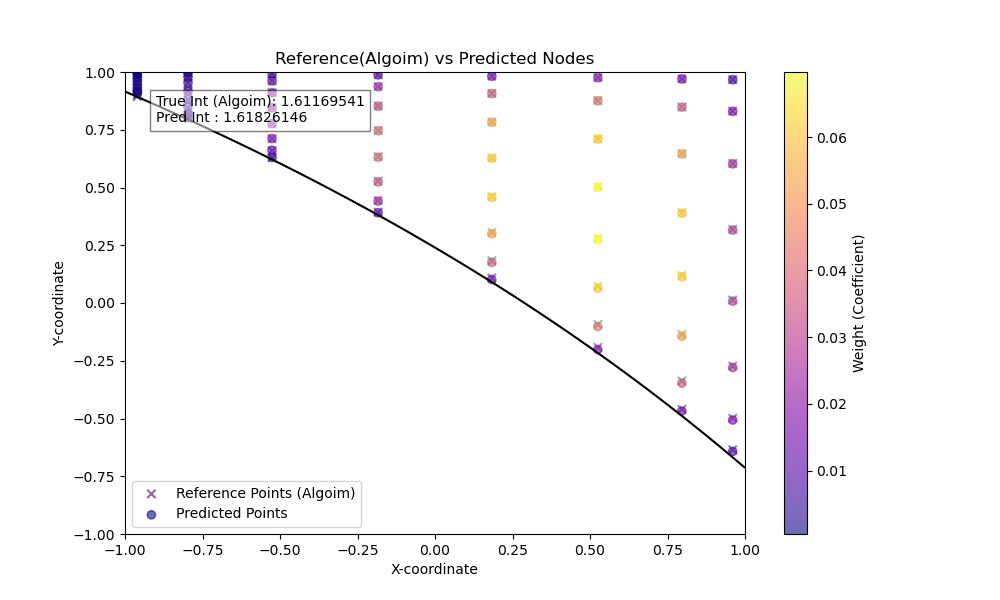 Reference(Algoim) vs Predicted Nodes
True Int (Algoim): 1.61169541
Pred Int : 1.61826146
1.00
0.75
0.50
0.25
0.00
−0.25
−0.50
−0.75
−1.00
Y-coordinate
Reference Points (Algoim)
Predicted Points
−1.00 −0.75 −0.50 −0.25 0.00 0.25 0.50 0.75 1.00
X-coordinate
0.06
0.05
0.04
0.03
0.02
0.01
Weight (Coefficient)